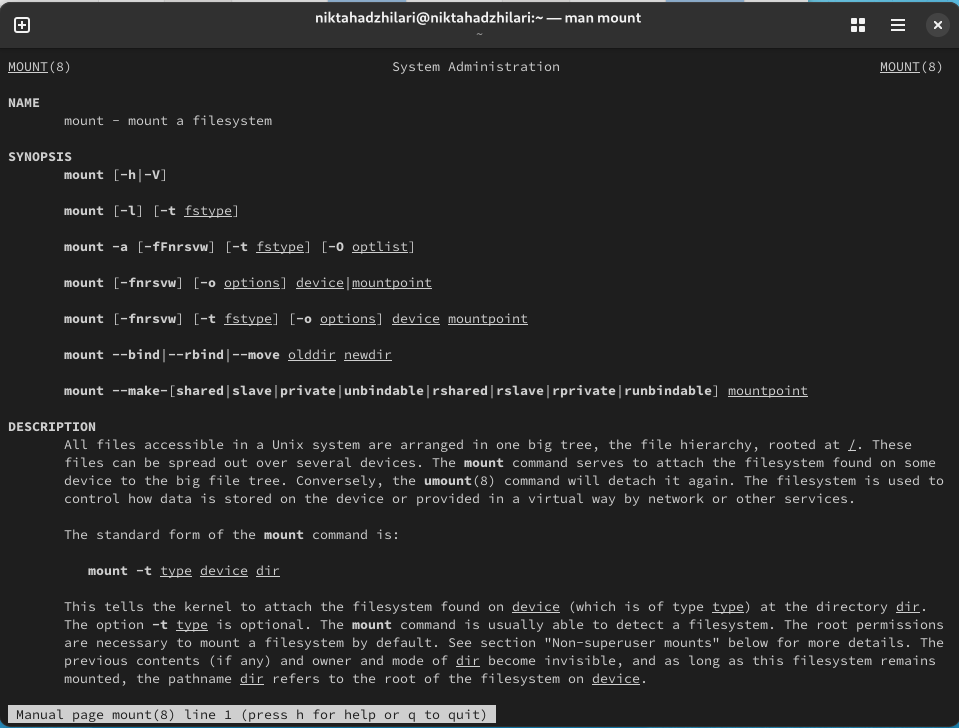 niktahadzhilari@niktahadzhilari:~ — man mount
~
MOUNT(8) System Administration MOUNT(8)
NAME
mount - mount a filesystem
SYNOPSIS
mount [-h|-V]
mount [-l] [-t fstype]
mount -a [-fFnrsvw] [-t fstype] [-O optlist]
mount [-fnrsvw] [-o options] device|mountpoint
mount [-fnrsvw] [-t fstype] [-o options] device mountpoint
mount --bind|--rbind|--move olddir newdir
mount --make-[shared|slave|private|unbindable|rshared|rslave|rprivate|runbindable] mountpoint
DESCRIPTION
All files accessible in a Unix system are arranged in one big tree, the file hierarchy, rooted at /. These
files can be spread out over several devices. The mount command serves to attach the filesystem found on some
device to the big file tree. Conversely, the umount(8) command will detach it again. The filesystem is used to
control how data is stored on the device or provided in a virtual way by network or other services.
The standard form of the mount command is:
mount -t type device dir
This tells the kernel to attach the filesystem found on device (which is of type type) at the directory dir.
The option -t type is optional. The mount command is usually able to detect a filesystem. The root permissions
are necessary to mount a filesystem by default. See section "Non-superuser mounts" below for more details. The
previous contents (if any) and owner and mode of dir become invisible, and as long as this filesystem remains
mounted, the pathname dir refers to the root of the filesystem on device.
Manual page mount(8) line 1 (press h for help or q to quit)